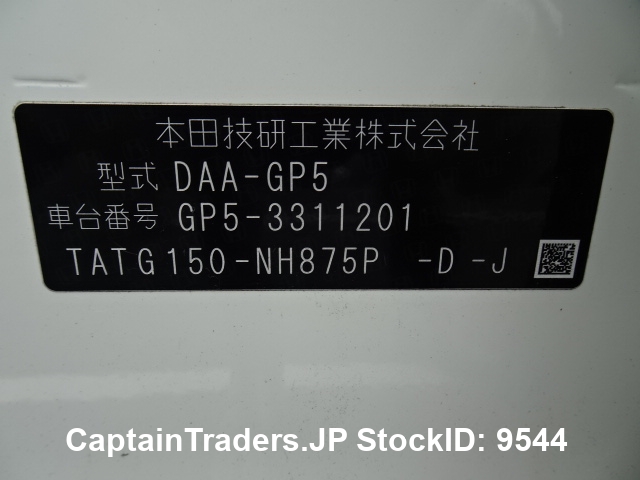 本田技研工業株式会社
型式 DAA-GP5
車台番号 GP5-3311201
TATG150-NH875P -D -J
CaptainTraders.JP StockID: 9544